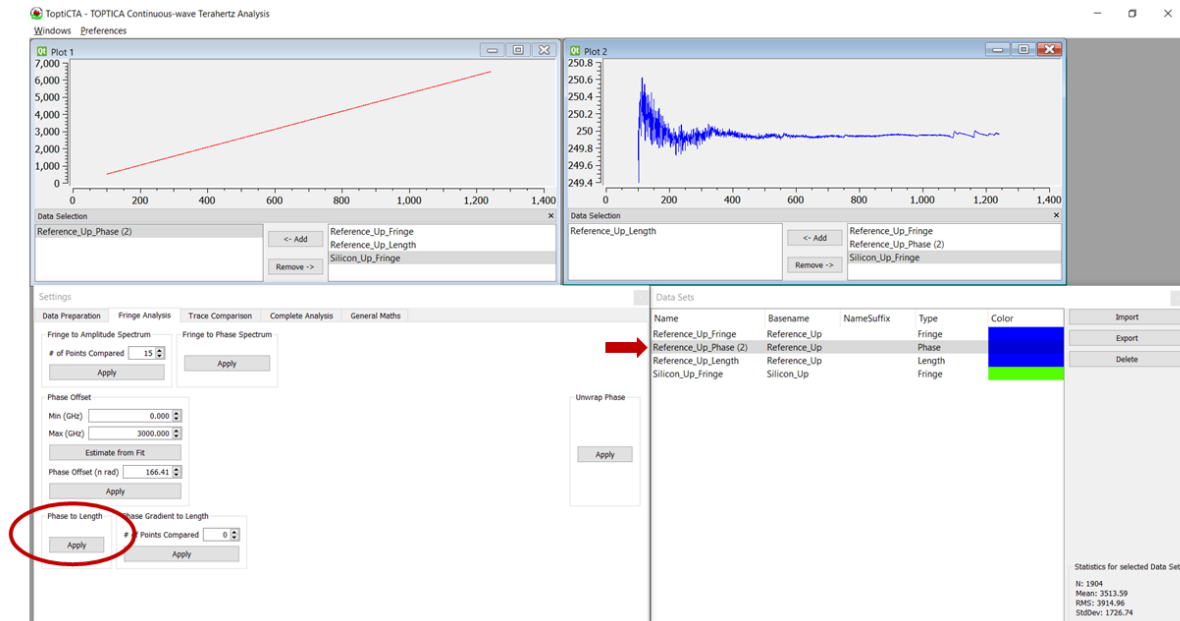 ToptiCTA - TOPTICA Continuous-wave Terahertz Analysis
Windows Preferences
Plot 1
7,000
6,000
5,000
4,000
3,000
2,000
1,000
0
0 200 400 600 800 1,000 1,200 1,400
Data Selection
Reference_Up_Phase (2)
<- Add
Remove ->
Reference_Up_Fringe
Reference_Up_Length
Silicon_Up_Fringe
Plot 2
250.8
250.6
250.4
250.2
250
249.8
249.6
249.4
0 200 400 600 800 1,000 1,200 1,400
Data Selection
Reference_Up_Length
<- Add
Remove ->
Reference_Up_Fringe
Reference_Up_Phase (2)
Silicon_Up_Fringe
Settings
Data Preparation Fringe Analysis Trace Comparison Complete Analysis General Maths
Fringe to Amplitude Spectrum
# of Points Compared 15
Apply
Fringe to Phase Spectrum
Apply
Phase Offset
Min (GHz) 0.000
Max (GHz) 3000.000
Estimate from Fit
Phase Offset (n rad) 166.41
Apply
Unwrap Phase
Apply
Phase to Length
Apply
Phase Gradient to Length
# of Points Compared 0
Apply
Data Sets
Name Basename NameSuffix Type Color
Reference_Up_Fringe Reference_Up Fringe
Reference_Up_Phase (2) Reference_Up Phase
Reference_Up_Length Reference_Up Length
Silicon_Up_Fringe Silicon_Up Fringe
Import
Export
Delete
Statistics for selected Data Set
N: 1904
Mean: 3513.59
RMS: 3914.96
StdDev: 1726.74